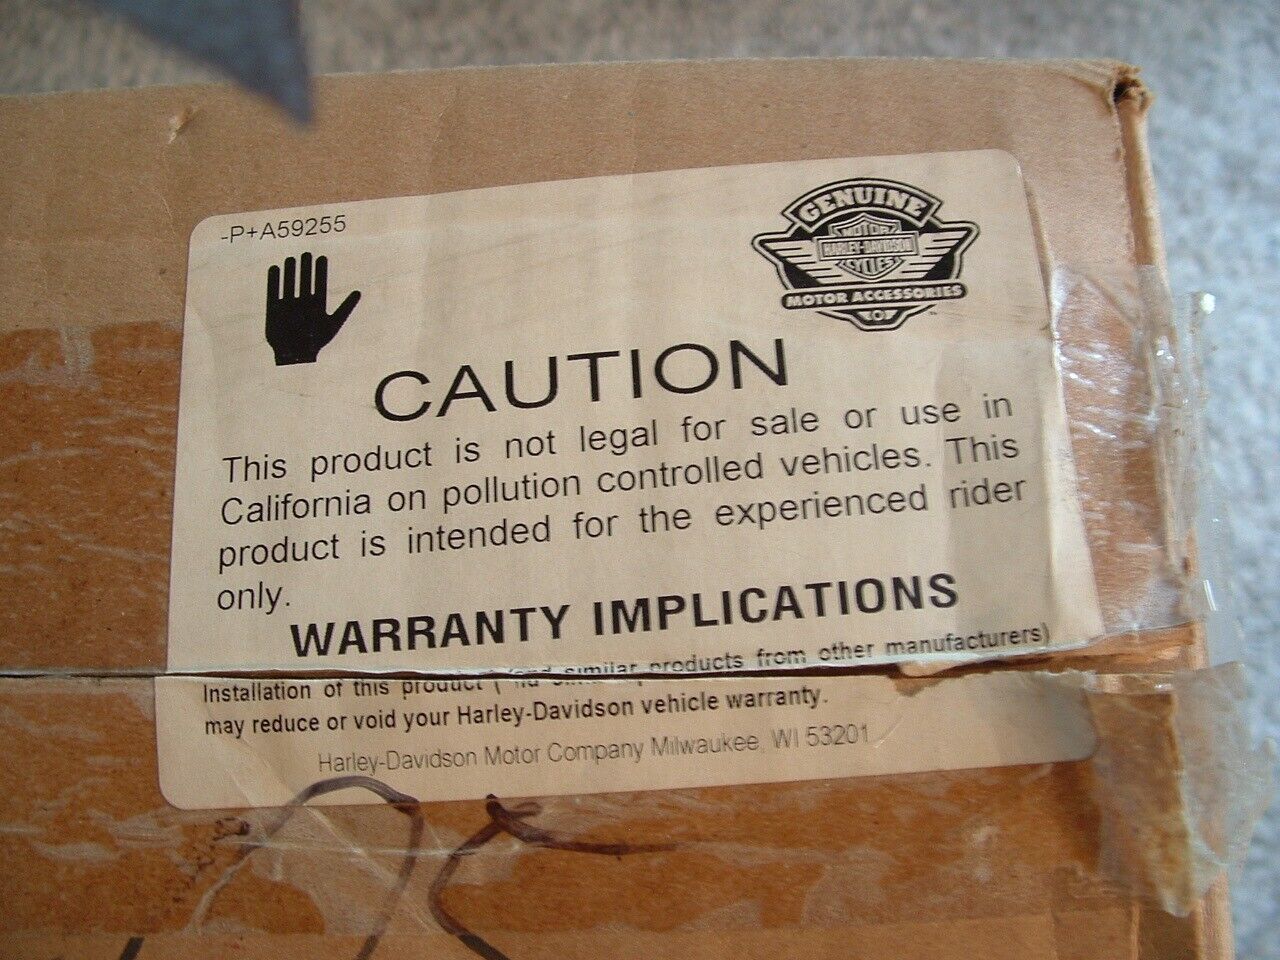 -P+A59255
GENUINE
MOTOR
HARLEY-DAVIDSON
CYCLES
MOTOR ACCESSORIES
CAUTION
This product is not legal for sale or use in
California on pollution controlled vehicles. This
product is intended for the experienced rider
only.
WARRANTY IMPLICATIONS
Installation of this product (and similar products from other manufacturers)
may reduce or void your Harley-Davidson vehicle warranty.
Harley-Davidson Motor Company Milwaukee, WI 53201